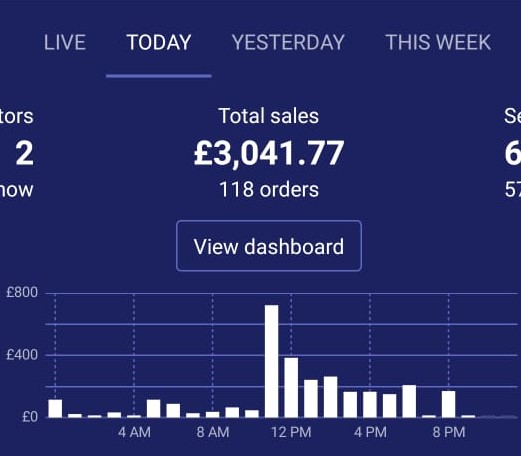 LIVE TODAY YESTERDAY THIS WEEK
tors Total sales Se
2 £3,041.77 6
now 118 orders 57
View dashboard
£800
£400
£0
4 AM 8 AM 12 PM 4 PM 8 PM